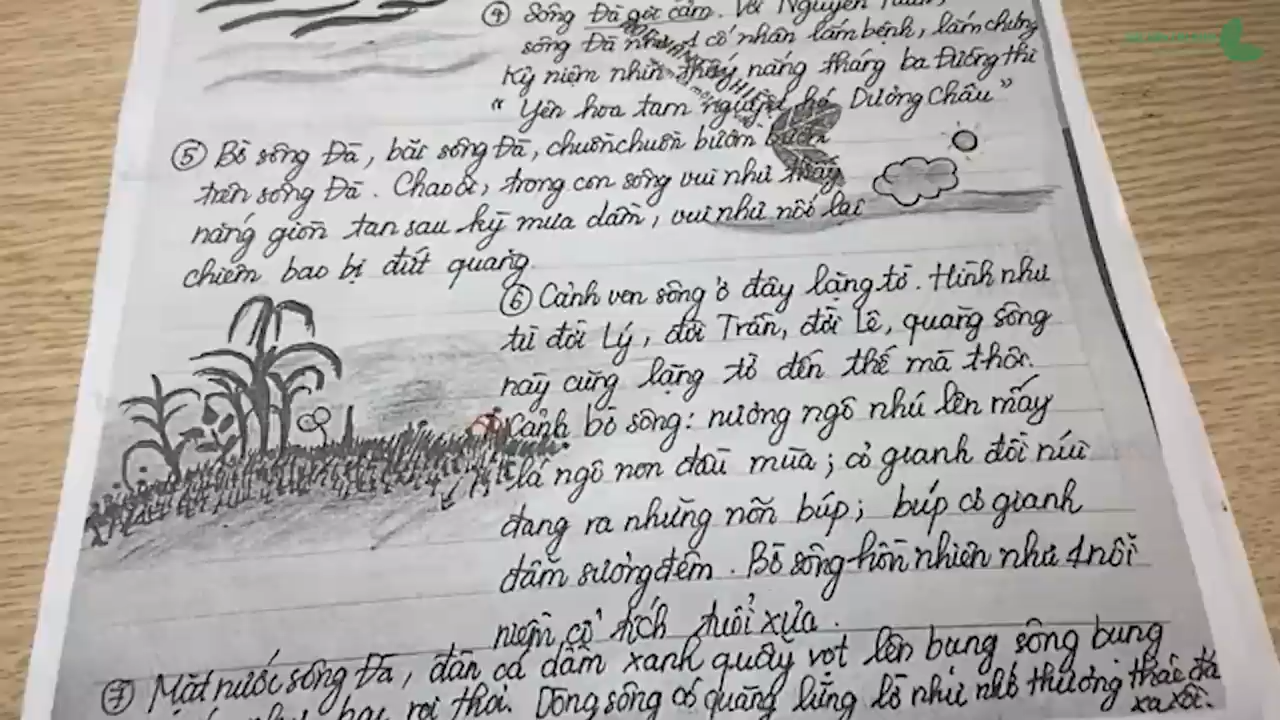 ④ Sông Đà gợi cảm. Với Nguyễn Tuân,
sông Đà như 1 cố nhân lắm bệnh, lắm chứng
Kỷ niệm nhìn thấy nắng tháng ba Đường thi
“ Yên hoa tam nguyệt há Dương Châu ”
⑤ Bờ sông Đà, bãi sông Đà, chuồn chuồn bươm bướm
trên sông Đà. Chao ôi, trông con sông vui như thấy
nắng giòn tan sau kỳ mưa dầm, vui như nối lại
chiêm bao bị đứt quãng.
⑥ Cảnh ven sông ở đây lặng tờ. Hình như
từ đời Lý, đời Trần, đời Lê, quãng sông
này cũng lặng tờ đến thế mà thôi.
Cảnh bờ sông: nương ngô nhú lên mấy
lá ngô non đầu mùa; cỏ gianh đồi núi
đang ra những nõn búp; búp cỏ gianh
đẫm sương đêm. Bờ sông hồn nhiên như 1 nỗi
niềm cổ tích tuổi xưa.
⑦ Mặt nước sông Đà, đàn cá dầm xanh quẫy vọt lên bụng sông bung
rơi thoi. Dòng sông có quãng lững lờ như nhớ thương thác đá
xa xôi.